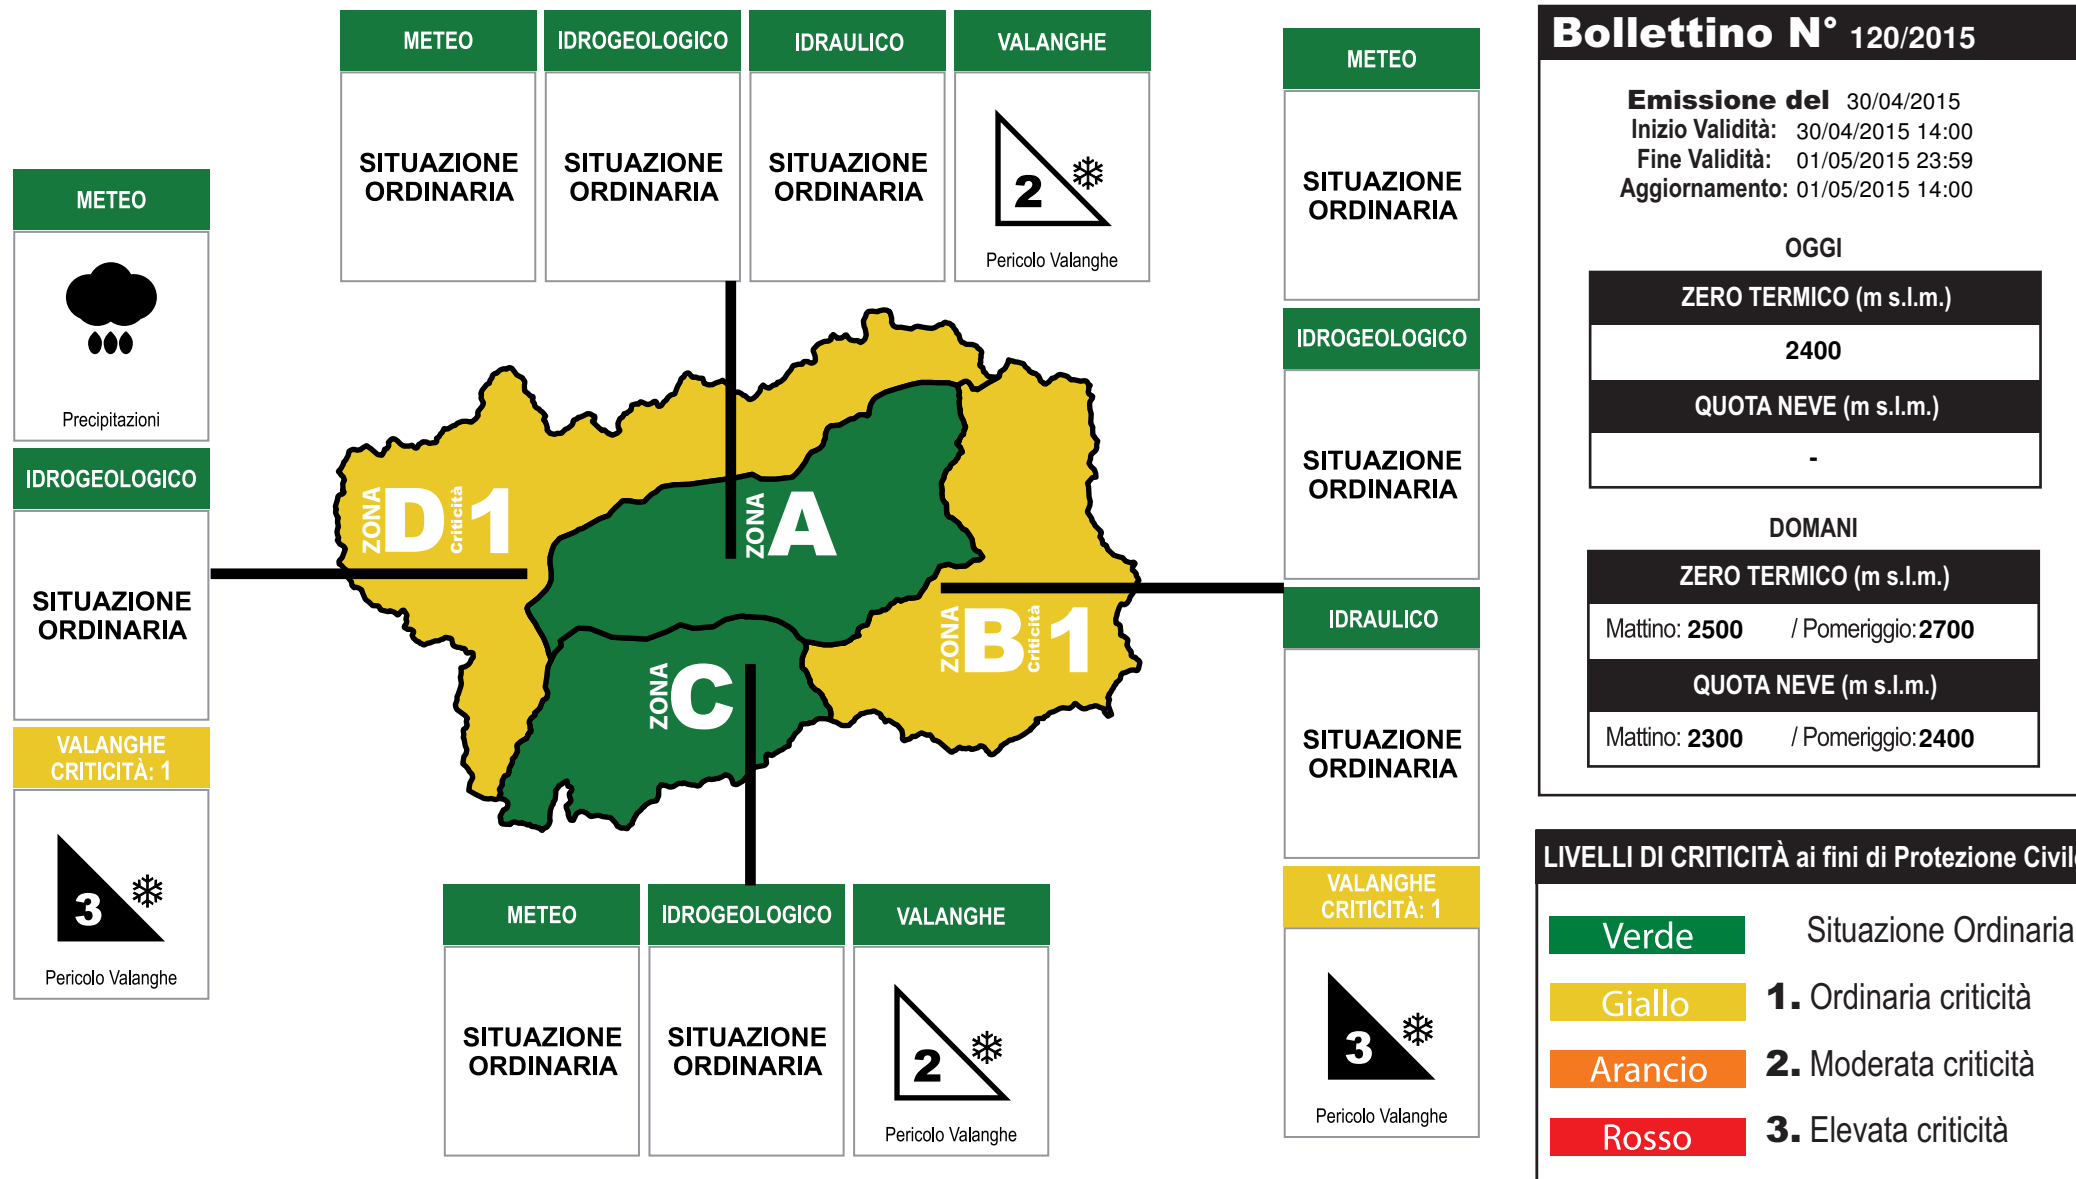 METEO
IDROGEOLOGICO
IDRAULICO
VALANGHE
SITUAZIONE
ORDINARIA
SITUAZIONE
ORDINARIA
SITUAZIONE
ORDINARIA
2
Pericolo Valanghe
METEO
Precipitazioni
IDROGEOLOGICO
SITUAZIONE
ORDINARIA
VALANGHE
CRITICITÀ: 1
3
Pericolo Valanghe
ZONA D Criticità 1
ZONA A
ZONA B Criticità 1
ZONA C
METEO
IDROGEOLOGICO
VALANGHE
SITUAZIONE
ORDINARIA
SITUAZIONE
ORDINARIA
2
Pericolo Valanghe
METEO
SITUAZIONE
ORDINARIA
IDROGEOLOGICO
SITUAZIONE
ORDINARIA
IDRAULICO
SITUAZIONE
ORDINARIA
VALANGHE
CRITICITÀ: 1
3
Pericolo Valanghe
Bollettino N° 120/2015
Emissione del 30/04/2015
Inizio Validità: 30/04/2015 14:00
Fine Validità: 01/05/2015 23:59
Aggiornamento: 01/05/2015 14:00
OGGI
ZERO TERMICO (m s.l.m.)
2400
QUOTA NEVE (m s.l.m.)
-
DOMANI
ZERO TERMICO (m s.l.m.)
Mattino: 2500 / Pomeriggio: 2700
QUOTA NEVE (m s.l.m.)
Mattino: 2300 / Pomeriggio: 2400
LIVELLI DI CRITICITÀ ai fini di Protezione Civile
Verde Situazione Ordinaria
Giallo 1. Ordinaria criticità
Arancio 2. Moderata criticità
Rosso 3. Elevata criticità